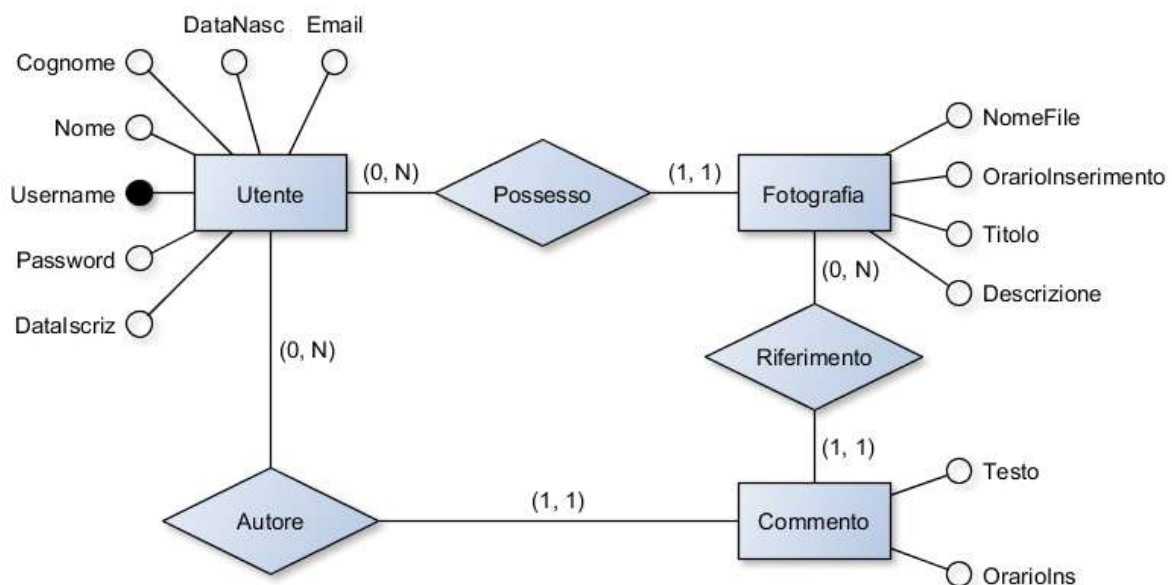 DataNasc
Email
Cognome
Nome
Username
Password
DataIscriz
Utente
(0, N)
Possesso
(1, 1)
Fotografia
NomeFile
OrarioInserimento
Titolo
Descrizione
(0, N)
Riferimento
(0, N)
(1, 1)
Autore
(1, 1)
Commento
Testo
OrarioIns